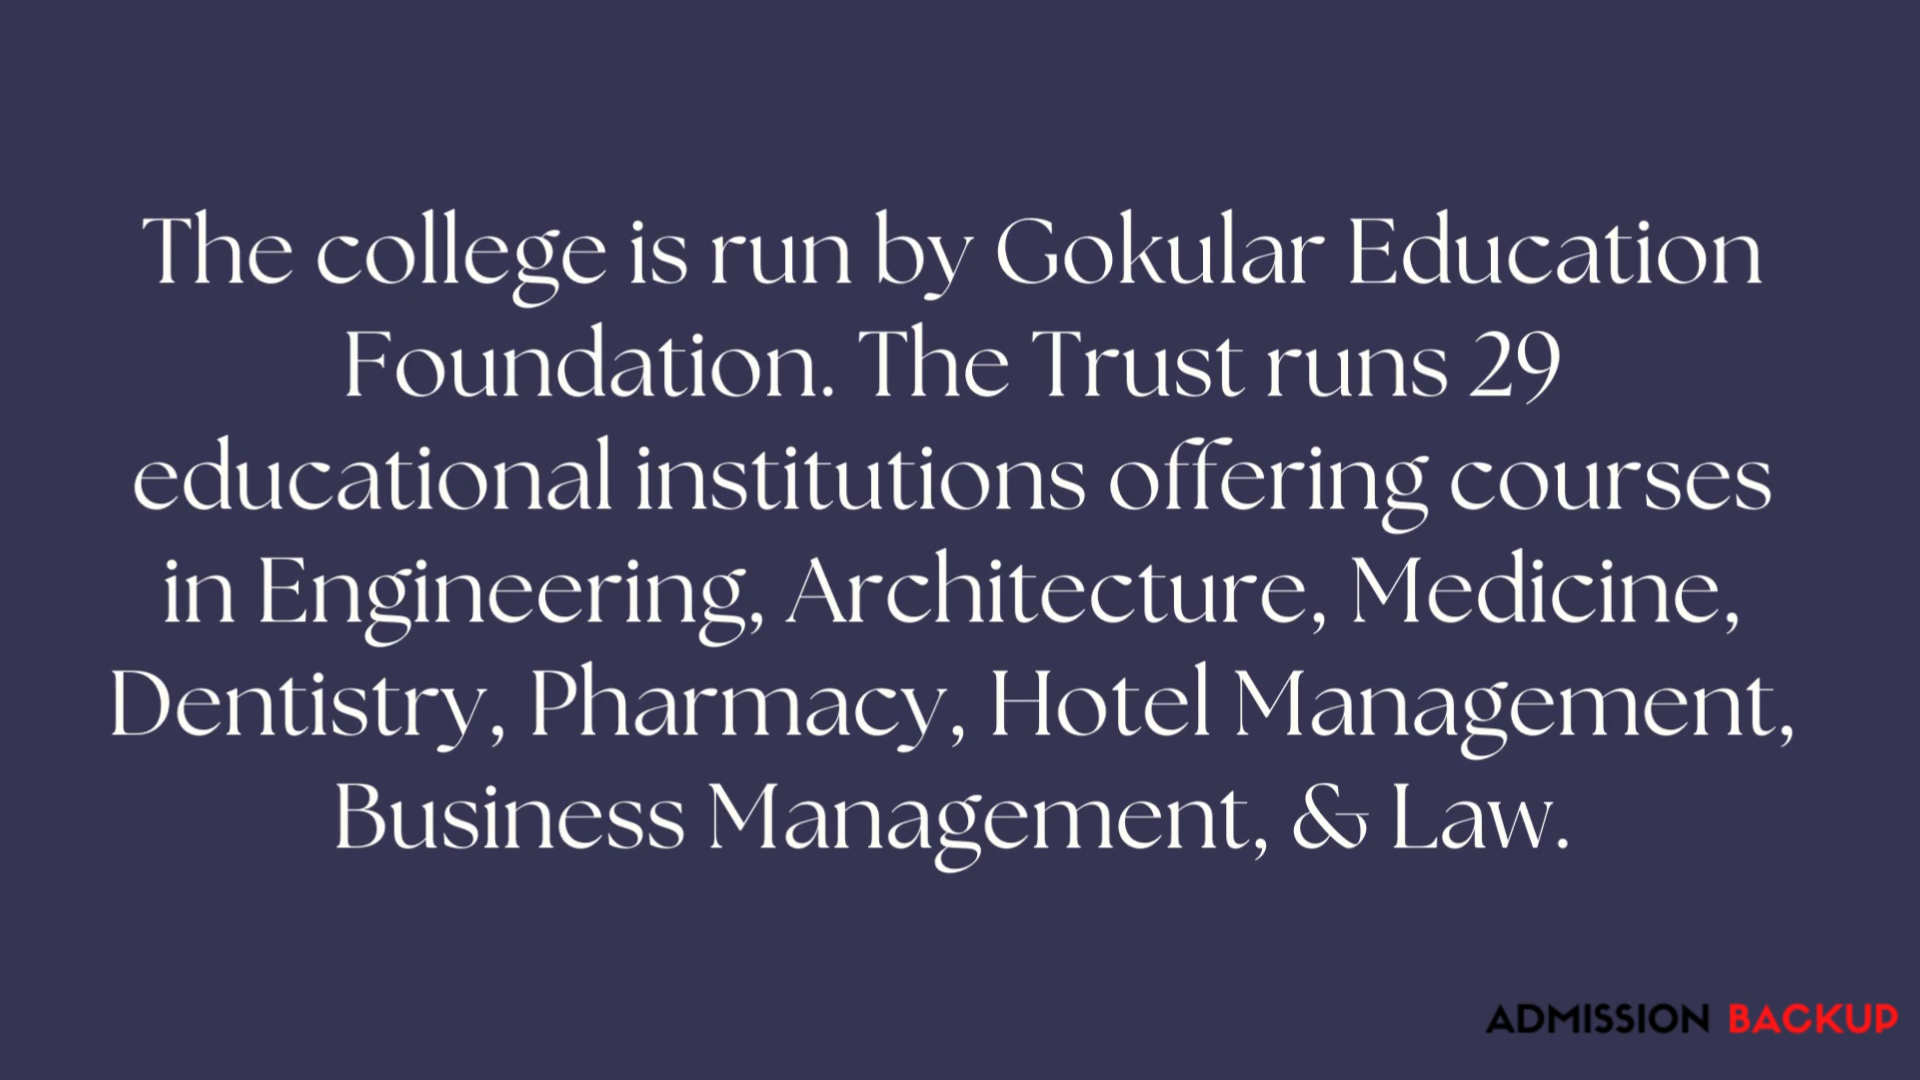 The college is run by Gokular Education
Foundation. The Trust runs 29
educational institutions offering courses
in Engineering, Architecture, Medicine,
Dentistry, Pharmacy, Hotel Management,
Business Management, & Law.
ADMISSION BACKUP